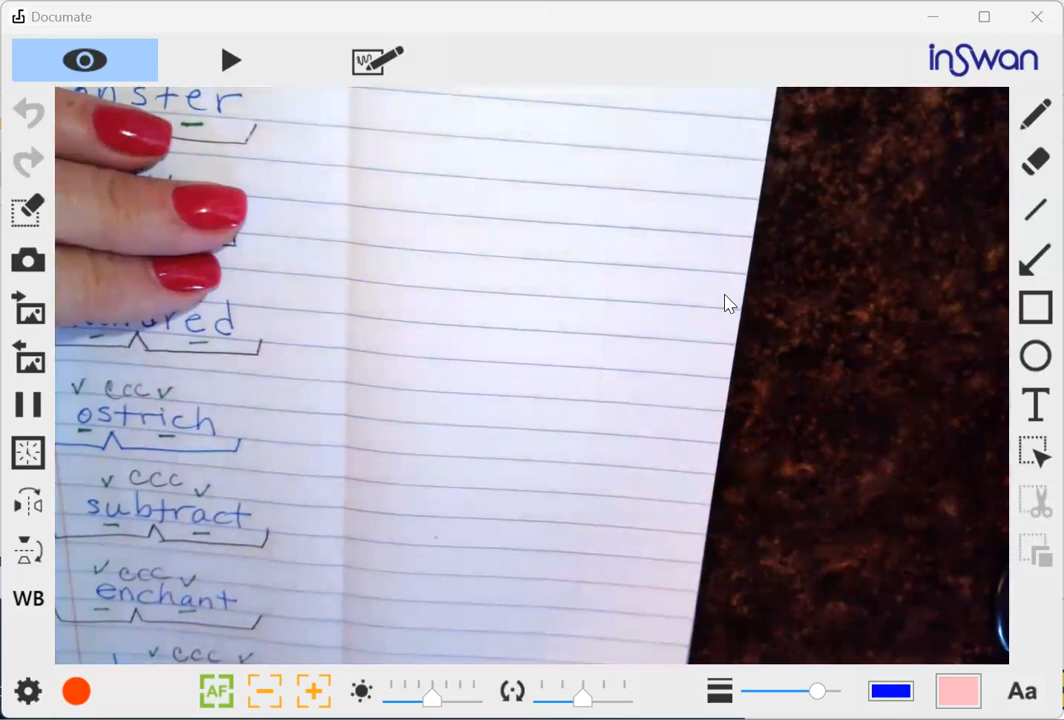 Documate
inSwan
nster
red
v ccc v
ostrich
v ccc v
subtract
v ccc v
enchant
v ccc v
WB
AF
T
Aa